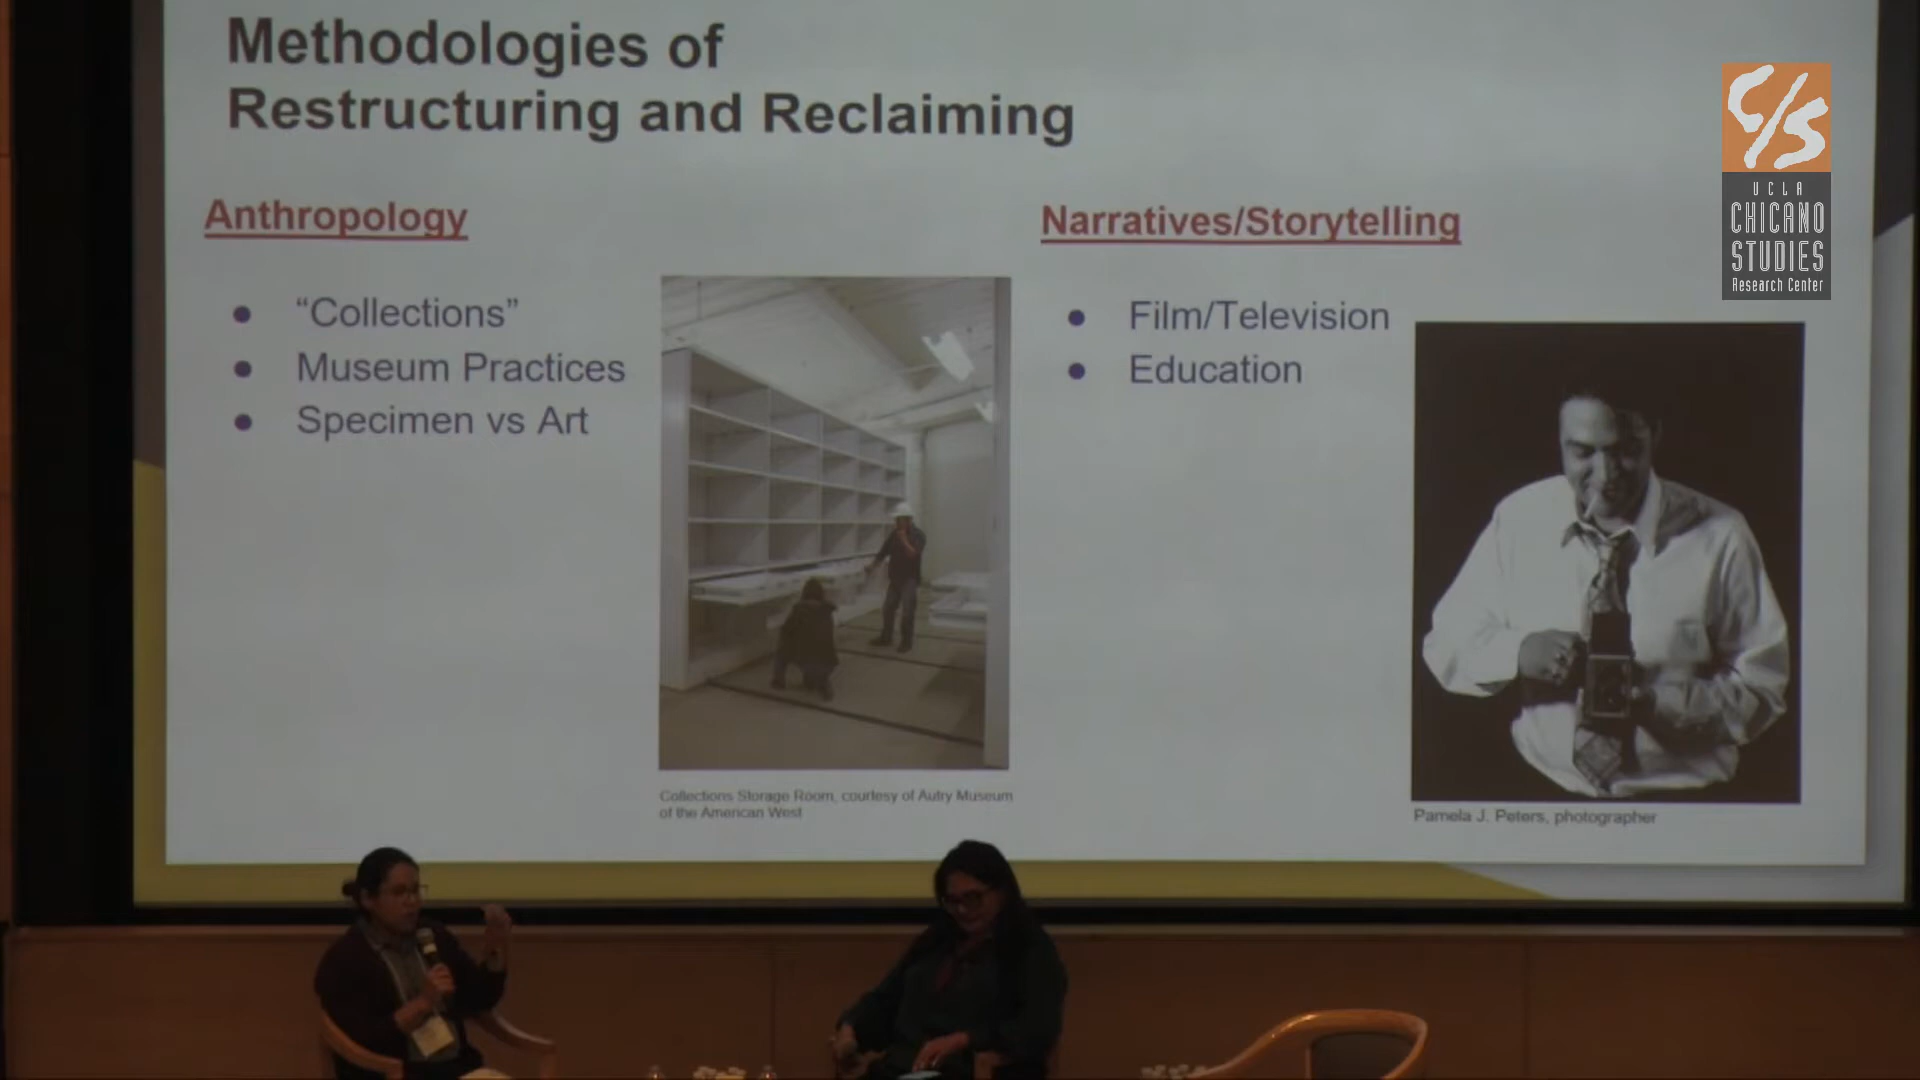 Methodologies of
Restructuring and Reclaiming
Anthropology
“Collections”
Museum Practices
Specimen vs Art
Collections Storage Room, courtesy of Autry Museum
of the American West
Narratives/Storytelling
Film/Television
Education
Pamela J. Peters, photographer
C/S
UCLA
CHICANO
STUDIES
Research Center